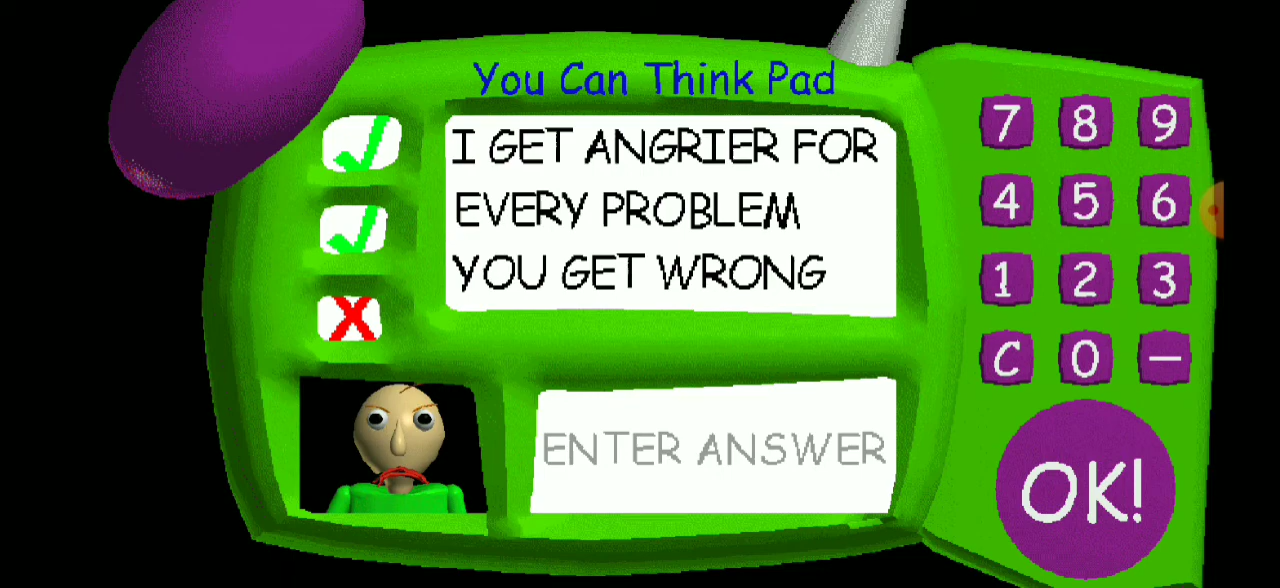 You Can Think Pad
I GET ANGRIER FOR
EVERY PROBLEM
YOU GET WRONG
ENTER ANSWER
7 8 9
4 5 6
1 2 3
C 0 —
OK!